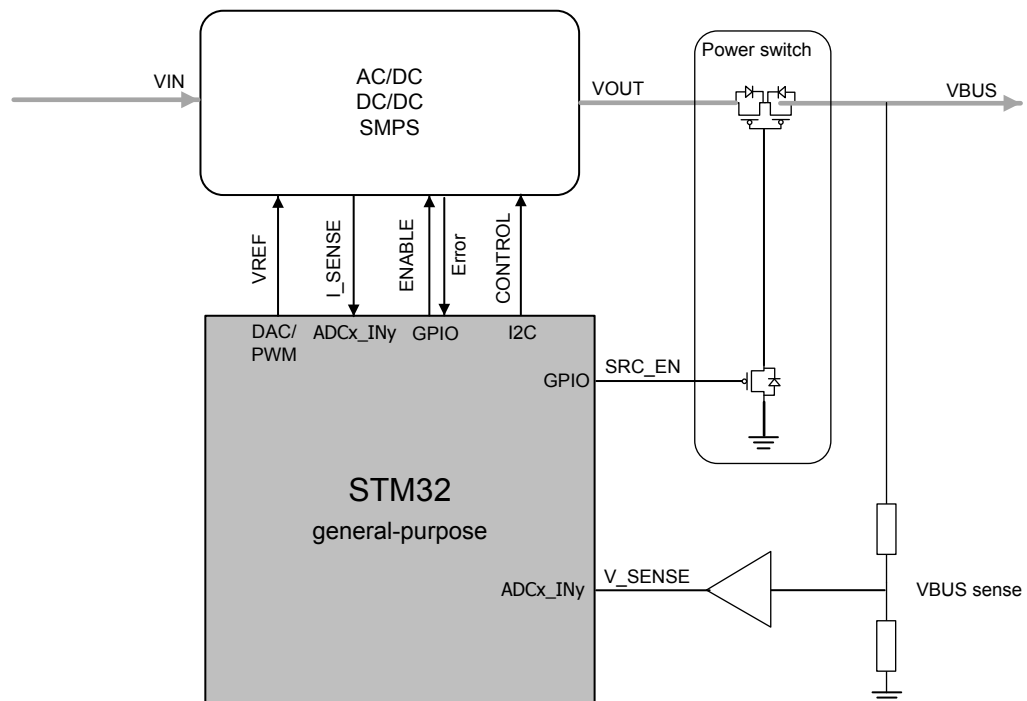 Power switch
VIN
AC/DC
DC/DC
SMPS
VOUT
VBUS
VREF
I_SENSE
ENABLE
Error
CONTROL
DAC/
PWM
ADCx_INy
GPIO
I2C
GPIO
SRC_EN
STM32
general-purpose
ADCx_INy
V_SENSE
VBUS sense